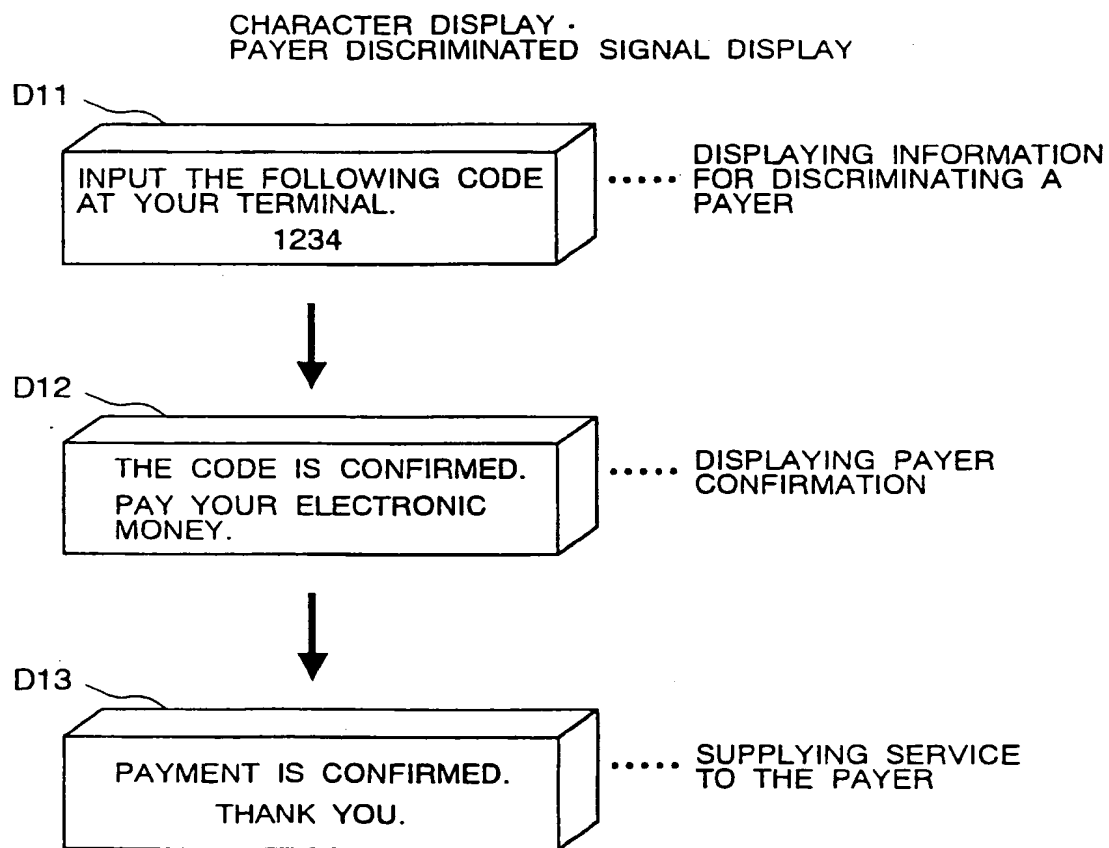 CHARACTER DISPLAY ·
PAYER DISCRIMINATED SIGNAL DISPLAY
D11
INPUT THE FOLLOWING CODE
AT YOUR TERMINAL.
1234
..... DISPLAYING INFORMATION
FOR DISCRIMINATING A
PAYER
D12
THE CODE IS CONFIRMED.
PAY YOUR ELECTRONIC
MONEY.
..... DISPLAYING PAYER
CONFIRMATION
D13
PAYMENT IS CONFIRMED.
THANK YOU.
..... SUPPLYING SERVICE
TO THE PAYER